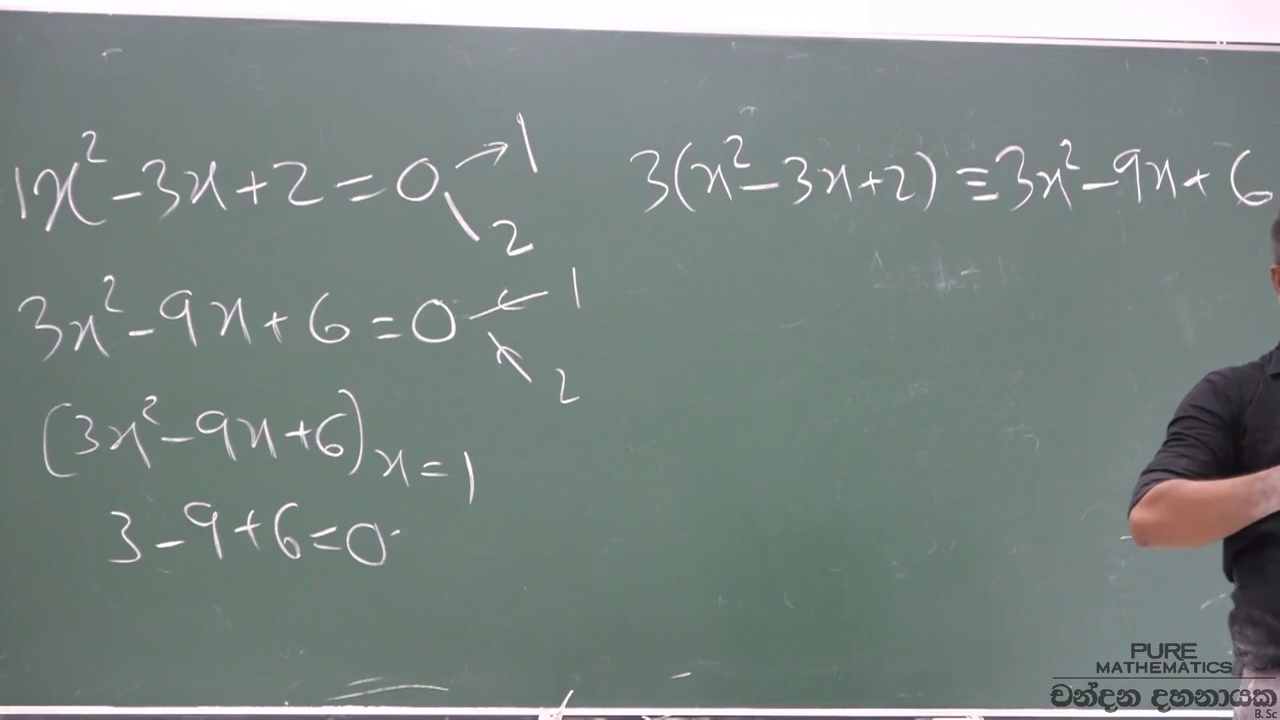 1x² - 3x + 2 = 0 → 1
2
3x² - 9x + 6 = 0 ← 1
2
(3x² - 9x + 6) x = 1
3 - 9 + 6 = 0
3(x² - 3x + 2) ≡ 3x² - 9x + 6
PURE
MATHEMATICS
චන්දන දහනායක
B.Sc